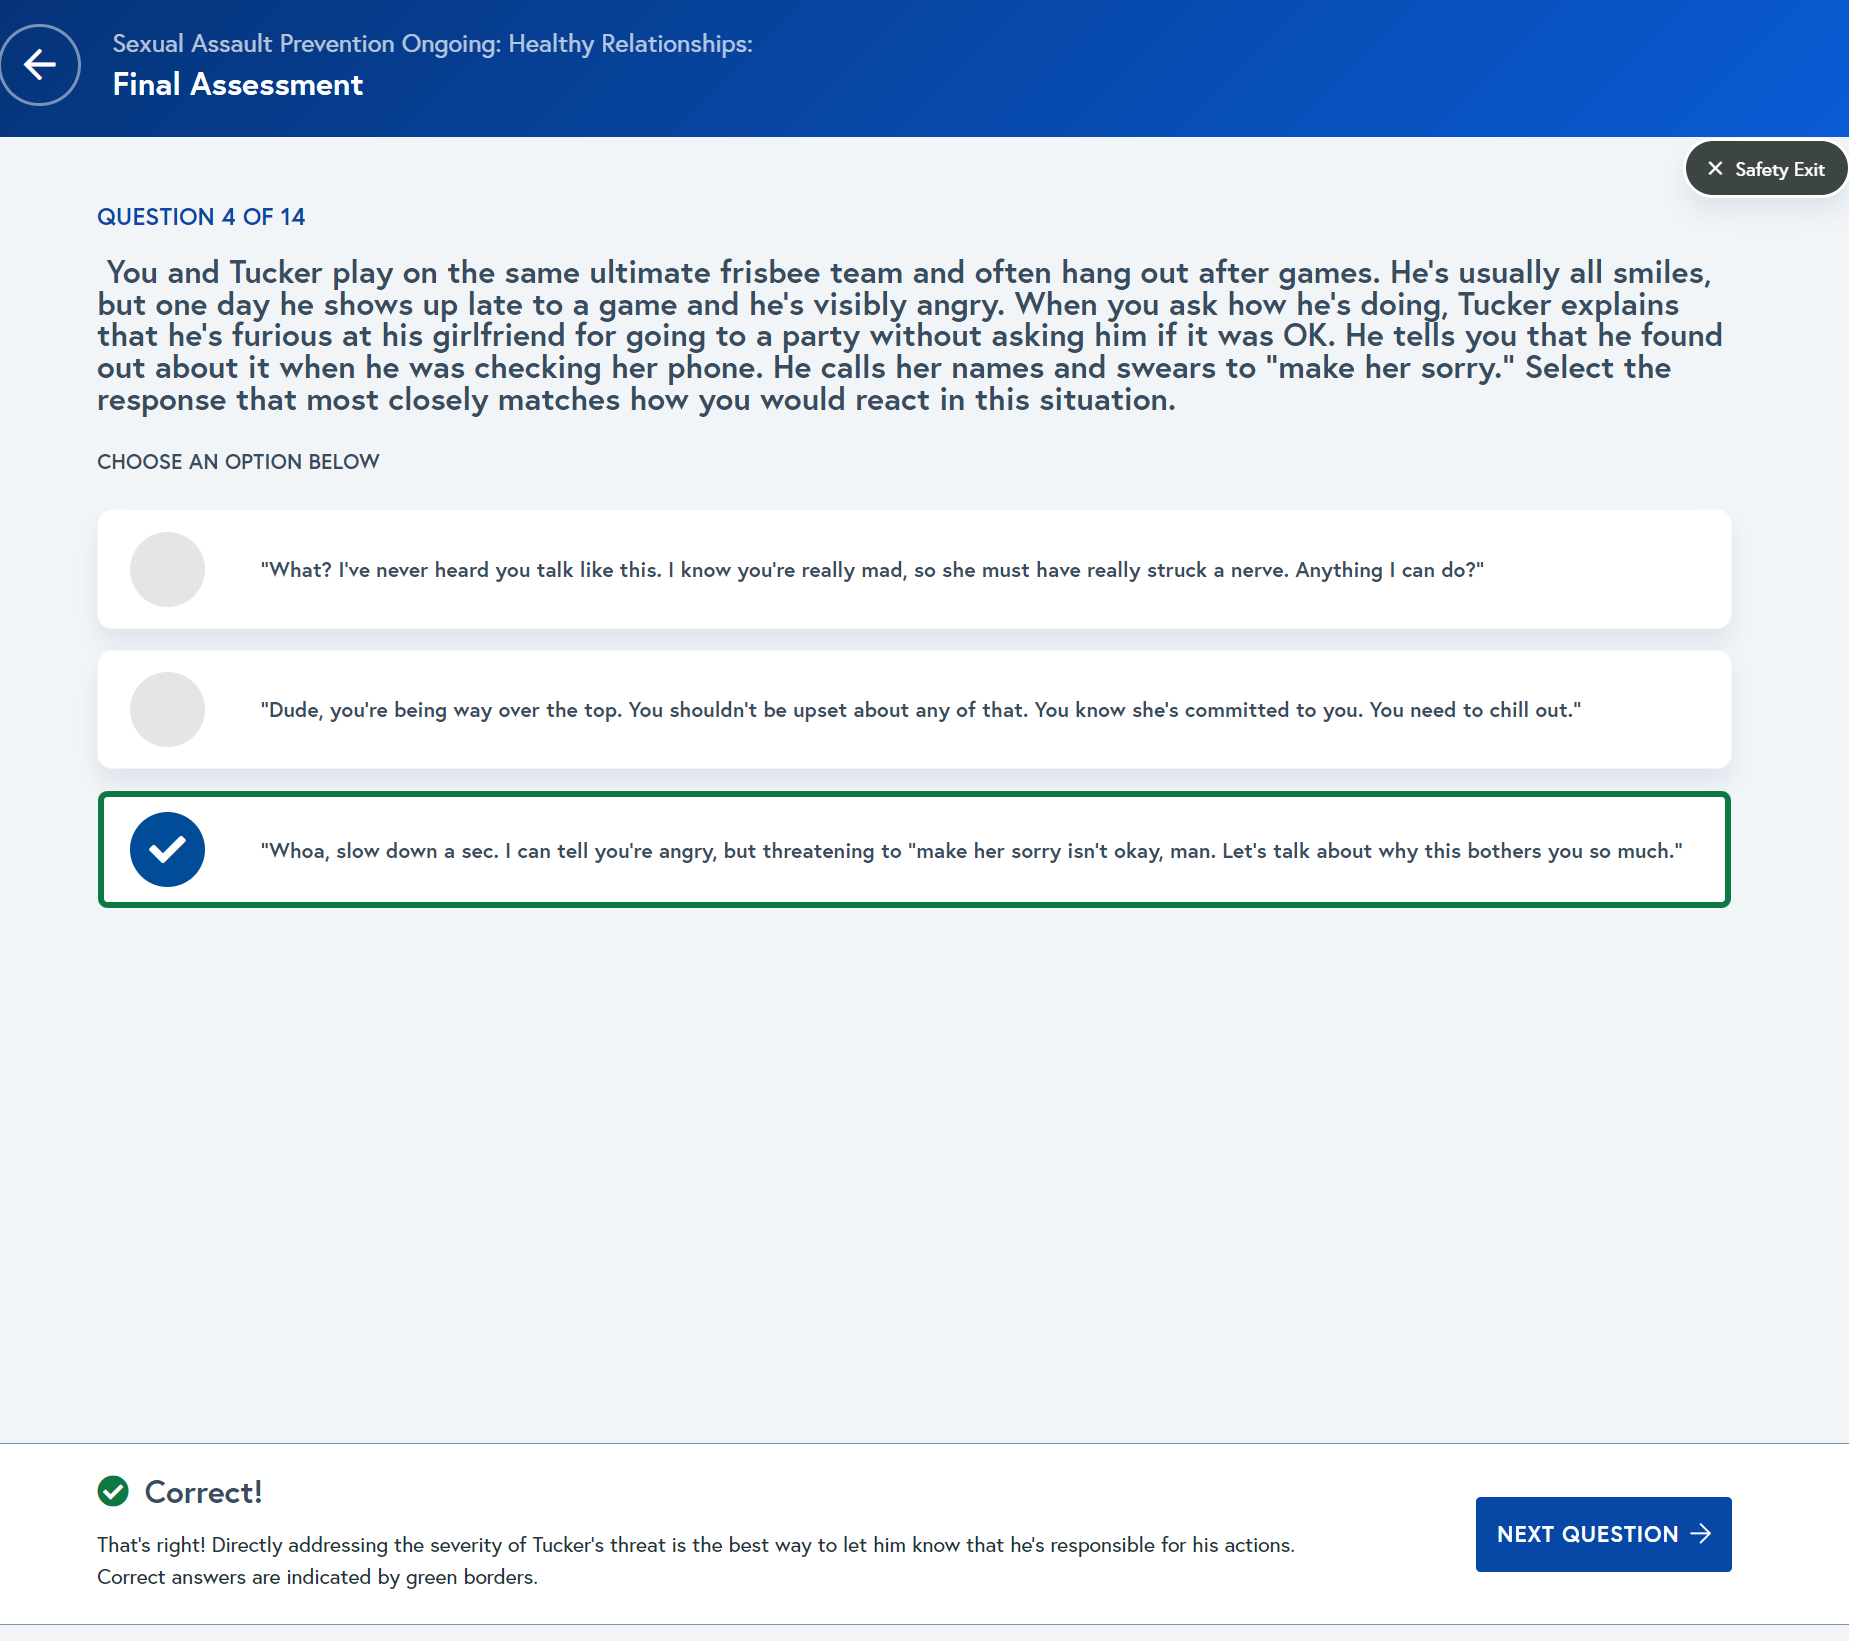 Sexual Assault Prevention Ongoing: Healthy Relationships:
Final Assessment
Safety Exit
QUESTION 4 OF 14
You and Tucker play on the same ultimate frisbee team and often hang out after games. He's usually all smiles,
but one day he shows up late to a game and he's visibly angry. When you ask how he's doing, Tucker explains
that he's furious at his girlfriend for going to a party without asking him if it was OK. He tells you that he found
out about it when he was checking her phone. He calls her names and swears to "make her sorry." Select the
response that most closely matches how you would react in this situation.
CHOOSE AN OPTION BELOW
"What? I've never heard you talk like this. I know you're really mad, so she must have really struck a nerve. Anything I can do?"
"Dude, you're being way over the top. You shouldn't be upset about any of that. You know she's committed to you. You need to chill out."
"Whoa, slow down a sec. I can tell you're angry, but threatening to "make her sorry isn't okay, man. Let's talk about why this bothers you so much."
Correct!
That's right! Directly addressing the severity of Tucker's threat is the best way to let him know that he's responsible for his actions.
Correct answers are indicated by green borders.
NEXT QUESTION